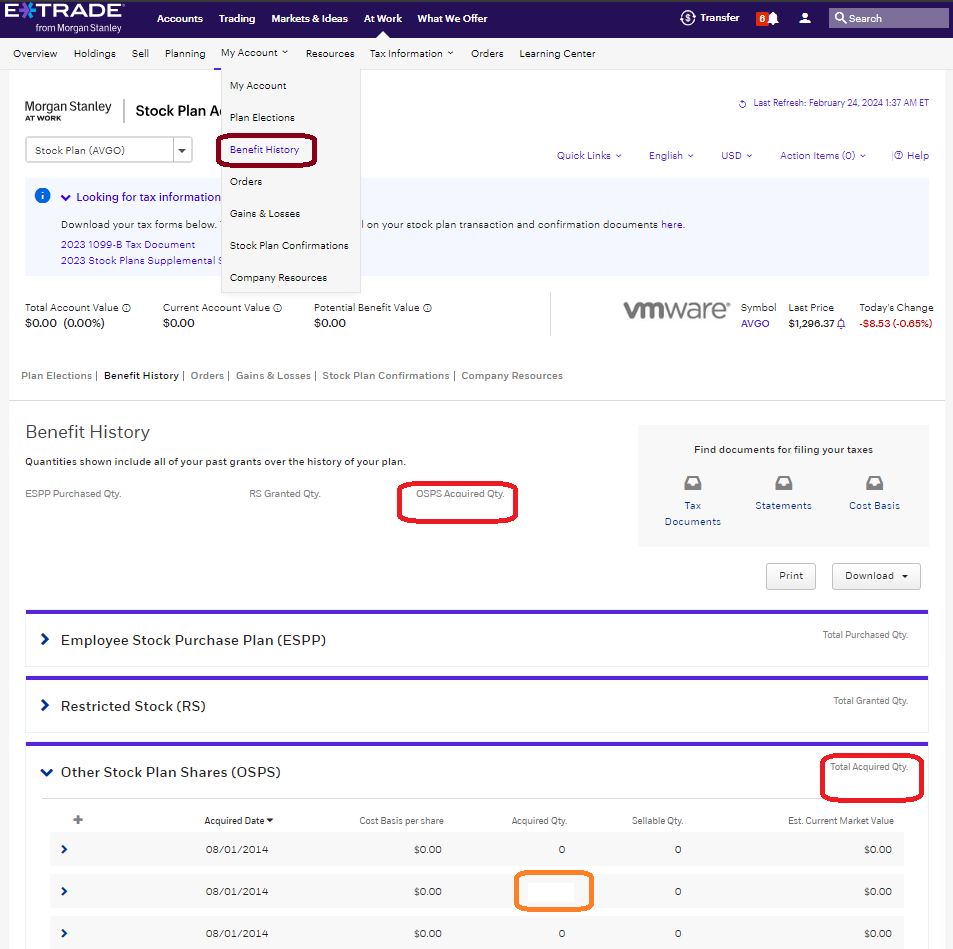 E*TRADE
from Morgan Stanley
Accounts Trading Markets & Ideas At Work What We Offer Transfer 6 Search
Overview Holdings Sell Planning My Account Resources Tax Information Orders Learning Center
My Account
Plan Elections
Benefit History
Orders
Gains & Losses
Stock Plan Confirmations
Company Resources
Morgan Stanley
AT WORK
Stock Plan A
Last Refresh: February 24, 2024 1:37 AM ET
Stock Plan (AVGO)
Quick Links English USD Action Items (0) Help
Looking for tax information
Download your tax forms below. l on your stock plan transaction and confirmation documents here.
2023 1099-B Tax Document
2023 Stock Plans Supplemental S
Total Account Value Current Account Value Potential Benefit Value
$0.00 (0.00%) $0.00 $0.00
vmware®
Symbol Last Price Today's Change
AVGO $1,296.37 -$8.53 (-0.65%)
Plan Elections | Benefit History | Orders | Gains & Losses | Stock Plan Confirmations | Company Resources
Benefit History
Quantities shown include all of your past grants over the history of your plan.
ESPP Purchased Qty. RS Granted Qty. OSPS Acquired Qty.
Find documents for filing your taxes
Tax Documents
Statements
Cost Basis
Print Download
Employee Stock Purchase Plan (ESPP) Total Purchased Qty.
Restricted Stock (RS) Total Granted Qty.
Other Stock Plan Shares (OSPS) Total Acquired Qty.
Acquired Date Cost Basis per share Acquired Qty. Sellable Qty. Est. Current Market Value
08/01/2014 $0.00 0 0 $0.00
08/01/2014 $0.00 0 $0.00
08/01/2014 $0.00 0 0 $0.00